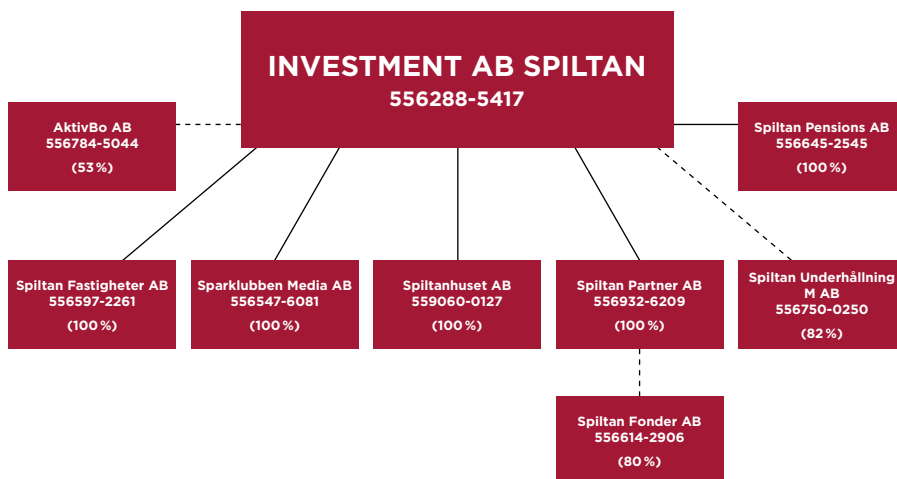 INVESTMENT AB SPILTAN
556288-5417
AktivBo AB
556784-5044
(53 %)
Spiltan Pensions AB
556645-2545
(100 %)
Spiltan Fastigheter AB
556597-2261
(100 %)
Sparklubben Media AB
556547-6081
(100 %)
Spiltanhuset AB
559060-0127
(100 %)
Spiltan Partner AB
556932-6209
(100 %)
Spiltan Underhållning
M AB
556750-0250
(82 %)
Spiltan Fonder AB
556614-2906
(80 %)